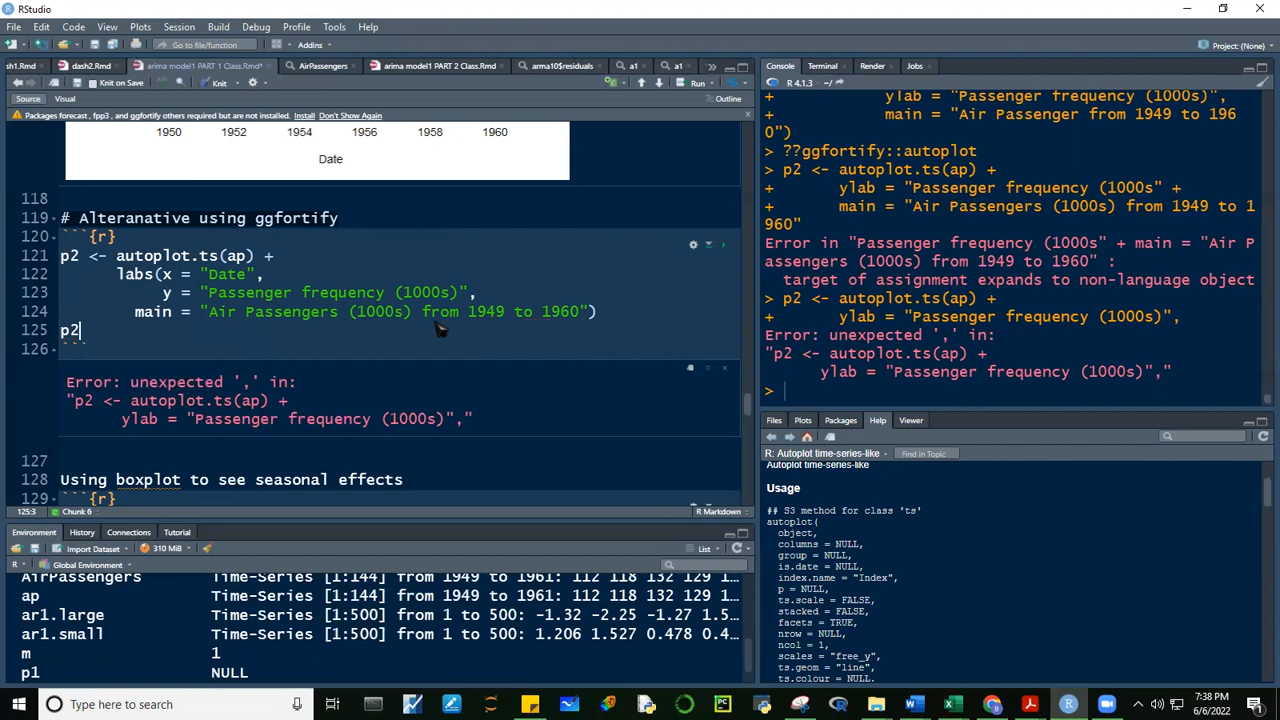 RStudio
File Edit Code View Plots Session Build Debug Profile Tools Help
Go to file/function Addins Project: (None)
sh1.Rmd dash2.Rmd arima model1 PART 1 Class.Rmd* AirPassengers arima model1 PART 2 Class.Rmd arma10$residuals a1 a1
Knit on Save Knit Run
Source Visual Outline
Packages forecast , fpp3 , and ggfortify others required but are not installed. Install Don't Show Again
1950 1952 1954 1956 1958 1960
Date
118
119 # Alteranative using ggfortify
120 ```{r}
121 p2 <- autoplot.ts(ap) +
122 labs(x = "Date",
123 y = "Passenger frequency (1000s)",
124 main = "Air Passengers (1000s) from 1949 to 1960")
125 p2
126 ```
Error: unexpected ',' in:
"p2 <- autoplot.ts(ap) +
ylab = "Passenger frequency (1000s)","
127
128 Using boxplot to see seasonal effects
129 ```{r}
125:3 Chunk 6 R Markdown
Environment History Connections Tutorial
Import Dataset 310 MiB List
R Global Environment
AirPassengers Time-Series [1:144] from 1949 to 1961: 112 118 132 129 1…
ap Time-Series [1:144] from 1949 to 1961: 112 118 132 129 1…
ar1.large Time-Series [1:500] from 1 to 500: -1.32 -2.25 -1.27 1.5…
ar1.small Time-Series [1:500] from 1 to 500: 1.206 1.527 0.478 0.4…
m 1
p1 NULL
Console Terminal Render Jobs
R 4.1.3 · ~/
+ ylab = "Passenger frequency (1000s)",
+ main = "Air Passenger from 1949 to 196
0")
> ??ggfortify::autoplot
> p2 <- autoplot.ts(ap) +
+ ylab = "Passenger frequency (1000s" +
+ main = "Air Passengers (1000s) from 1949 to 1
960"
Error in "Passenger frequency (1000s" + main = "Air P
assengers (1000s) from 1949 to 1960" :
target of assignment expands to non-language object
> p2 <- autoplot.ts(ap) +
+ ylab = "Passenger frequency (1000s)",
Error: unexpected ',' in:
"p2 <- autoplot.ts(ap) +
ylab = "Passenger frequency (1000s)","
>
Files Plots Packages Help Viewer
R: Autoplot time-series-like Find in Topic
Autoplot time-series-like
Usage
## S3 method for class 'ts'
autoplot(
object,
columns = NULL,
group = NULL,
is.date = NULL,
index.name = "Index",
p = NULL,
ts.scale = FALSE,
stacked = FALSE,
facets = TRUE,
nrow = NULL,
ncol = 1,
scales = "free_y",
ts.geom = "line",
ts.colour = NULL,
Type here to search
7:38 PM
6/6/2022